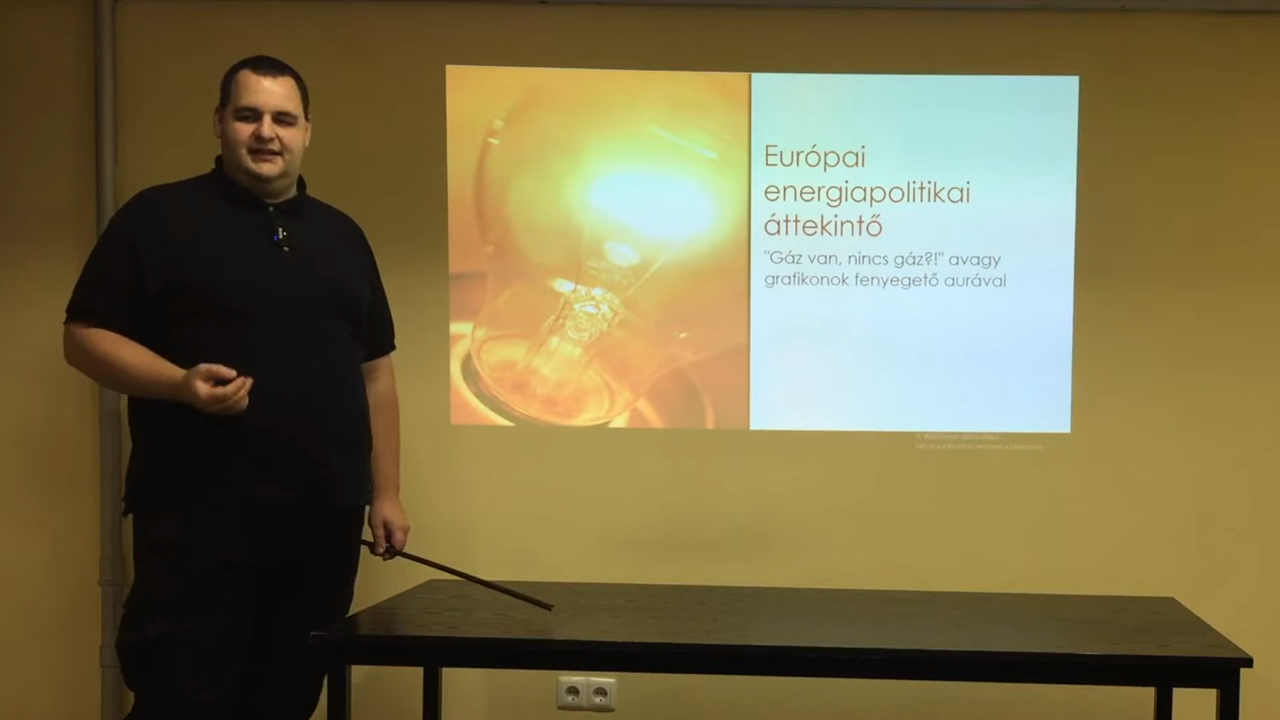 Európai
energiapolitikai
áttekintő
"Gáz van, nincs gáz?!" avagy
grafikonok fenyegető aurával